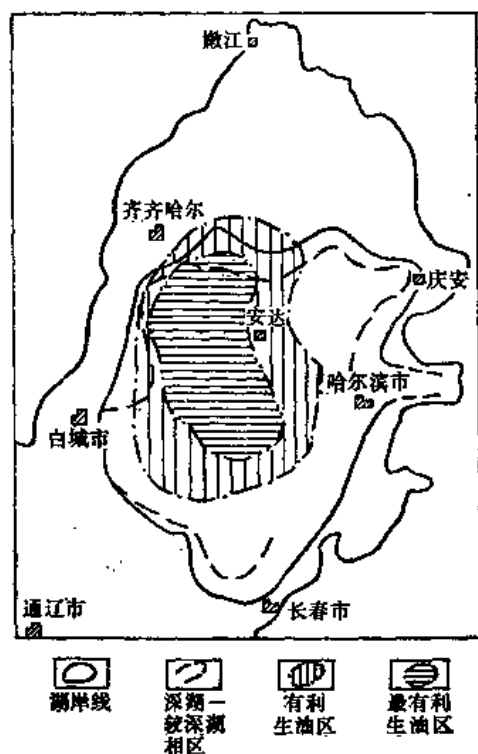 嫩江
齐齐哈尔
庆安
安达
哈尔滨市
白城市
通辽市
长春市
湖岸线
深湖一
较深湖
相区
有利
生油区
最有利
生油区